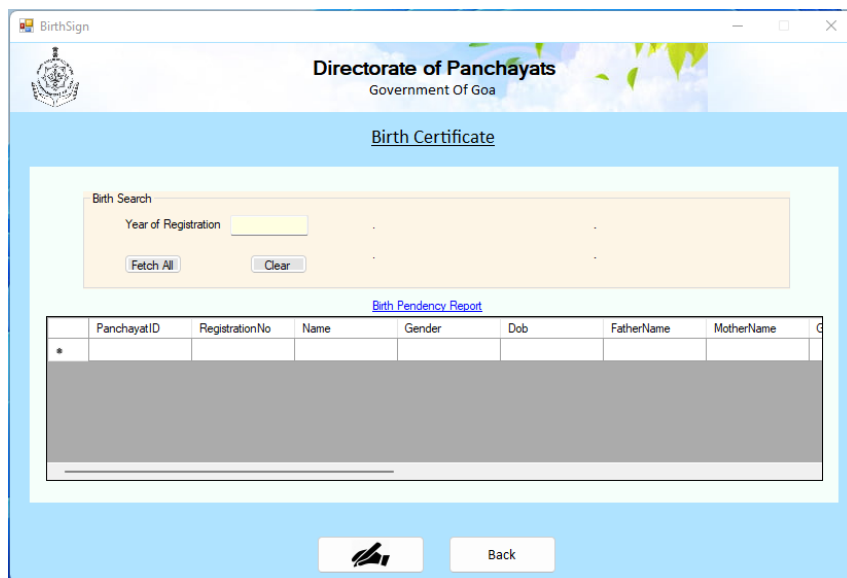 BirthSign
Directorate of Panchayats
Government Of Goa
Birth Certificate
Birth Search
Year of Registration . .
Fetch All Clear . .
Birth Pendency Report
PanchayatID RegistrationNo Name Gender Dob FatherName MotherName G
*
Back